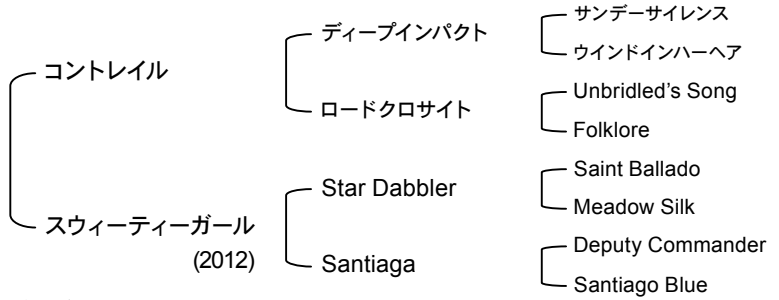 サンデーサイレンス
ディープインパクト
ウインドインハーヘア
コントレイル
Unbridled's Song
ロードクロサイト
Folklore
Saint Ballado
Star Dabbler
Meadow Silk
スウィーティーガール
(2012)
Deputy Commander
Santiaga
Santiago Blue